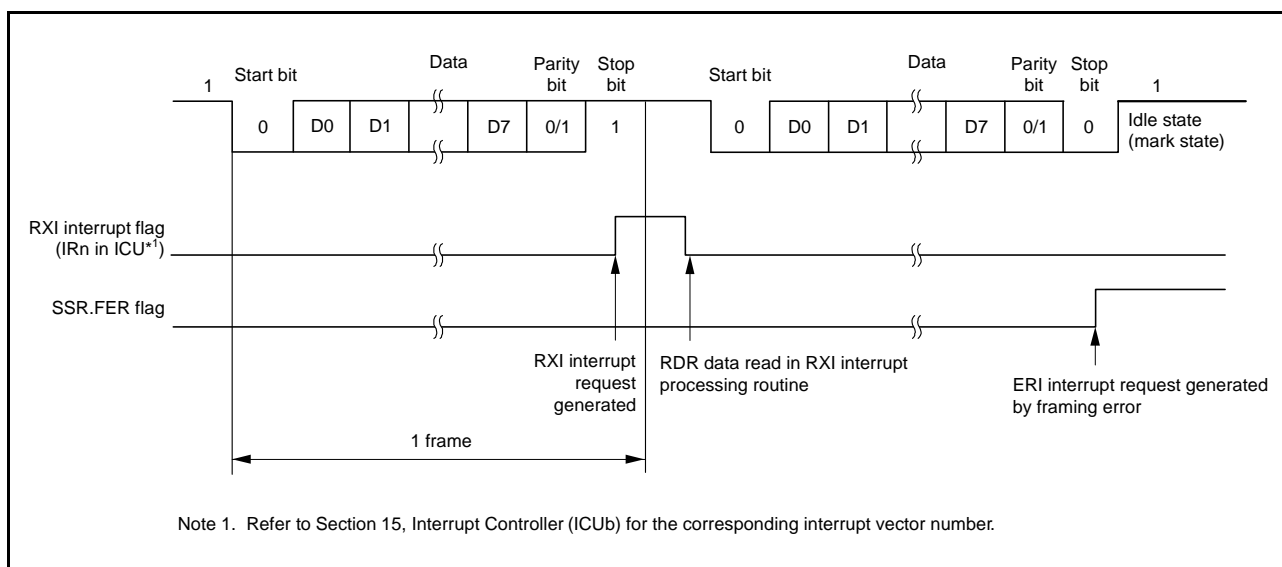 1
Start bit
Data
Parity
bit
Stop
bit
Start bit
Data
Parity
bit
Stop
bit
1
0 D0 D1 D7 0/1 1 0 D0 D1 D7 0/1 0
Idle state
(mark state)
RXI interrupt flag
(IRn in ICU*1)
SSR.FER flag
RXI interrupt
request
generated
RDR data read in RXI interrupt
processing routine
ERI interrupt request generated
by framing error
1 frame
Note 1. Refer to Section 15, Interrupt Controller (ICUb) for the corresponding interrupt vector number.